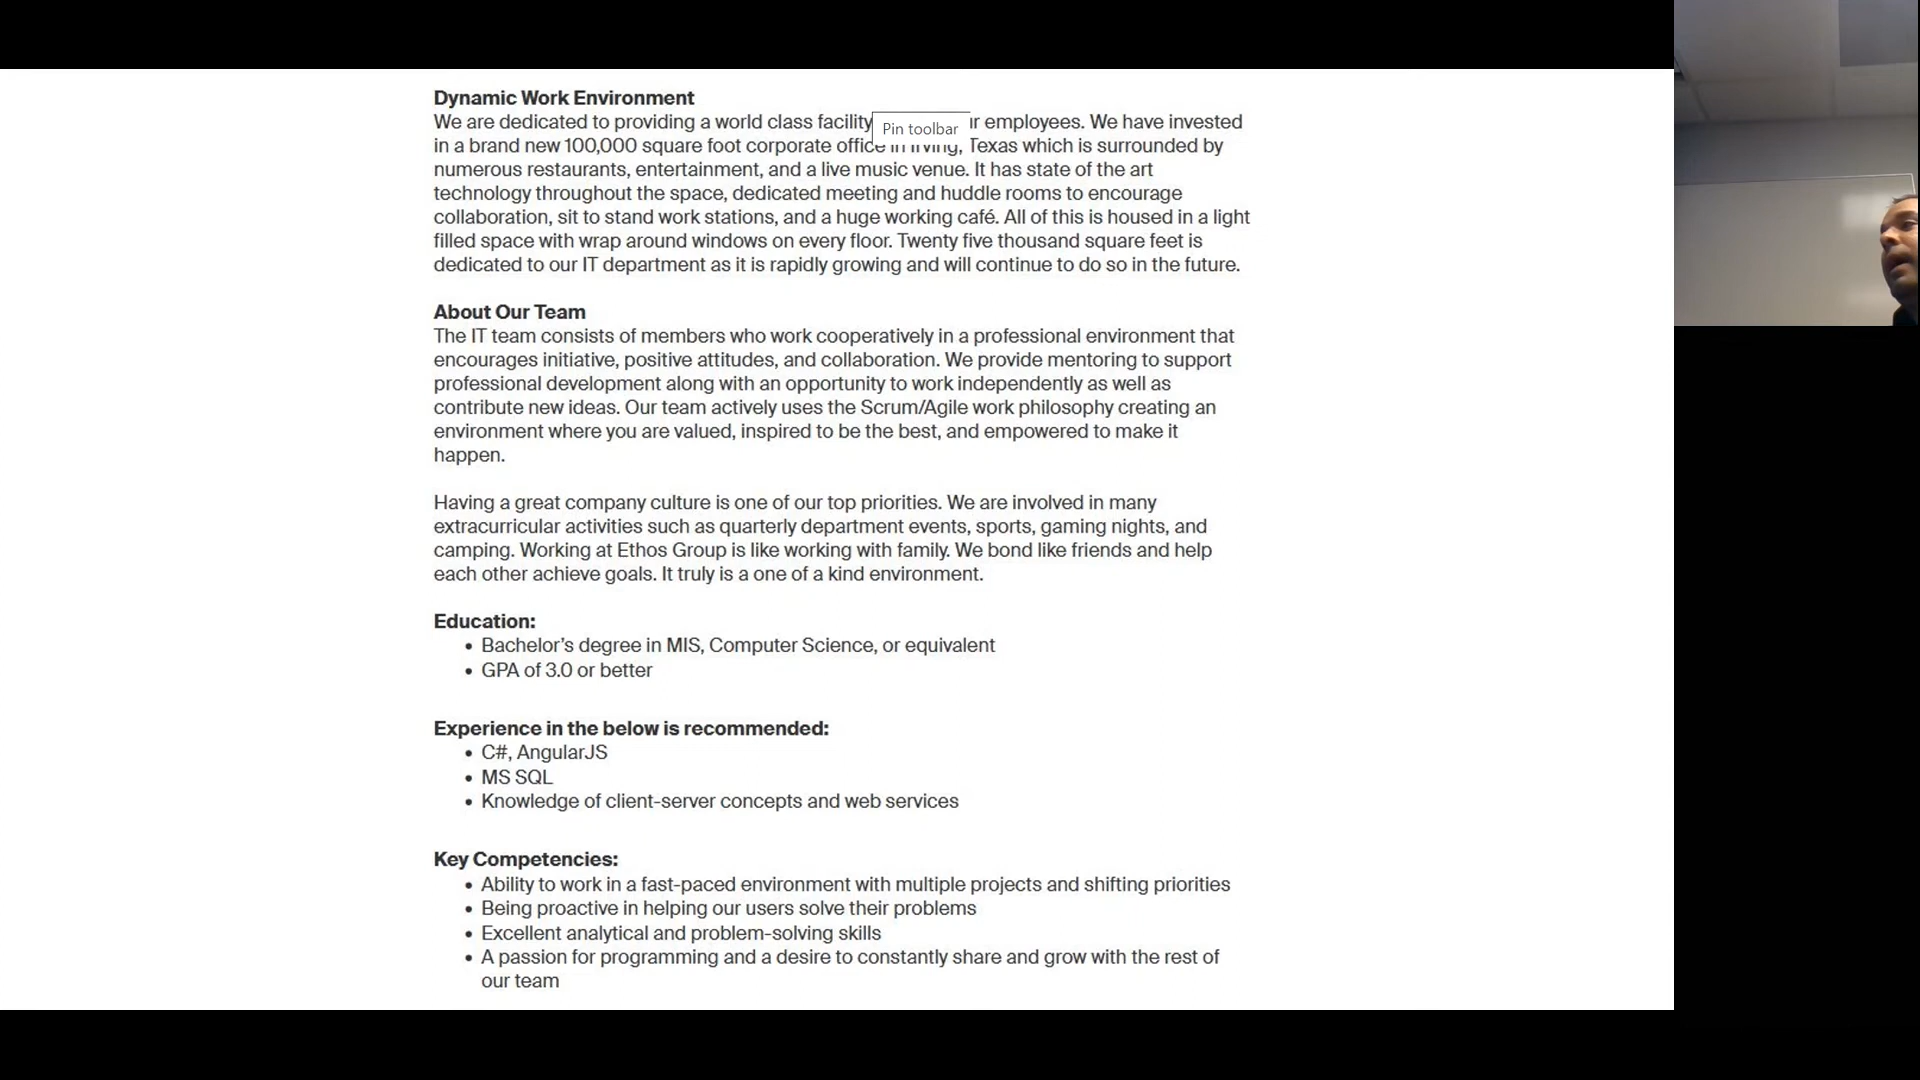 Dynamic Work Environment
We are dedicated to providing a world class facility r employees. We have invested
Pin toolbar
in a brand new 100,000 square foot corporate office in Irving, Texas which is surrounded by
numerous restaurants, entertainment, and a live music venue. It has state of the art
technology throughout the space, dedicated meeting and huddle rooms to encourage
collaboration, sit to stand work stations, and a huge working café. All of this is housed in a light
filled space with wrap around windows on every floor. Twenty five thousand square feet is
dedicated to our IT department as it is rapidly growing and will continue to do so in the future.
About Our Team
The IT team consists of members who work cooperatively in a professional environment that
encourages initiative, positive attitudes, and collaboration. We provide mentoring to support
professional development along with an opportunity to work independently as well as
contribute new ideas. Our team actively uses the Scrum/Agile work philosophy creating an
environment where you are valued, inspired to be the best, and empowered to make it
happen.
Having a great company culture is one of our top priorities. We are involved in many
extracurricular activities such as quarterly department events, sports, gaming nights, and
camping. Working at Ethos Group is like working with family. We bond like friends and help
each other achieve goals. It truly is a one of a kind environment.
Education:
• Bachelor's degree in MIS, Computer Science, or equivalent
• GPA of 3.0 or better
Experience in the below is recommended:
• C#, AngularJS
• MS SQL
• Knowledge of client-server concepts and web services
Key Competencies:
• Ability to work in a fast-paced environment with multiple projects and shifting priorities
• Being proactive in helping our users solve their problems
• Excellent analytical and problem-solving skills
• A passion for programming and a desire to constantly share and grow with the rest of
our team